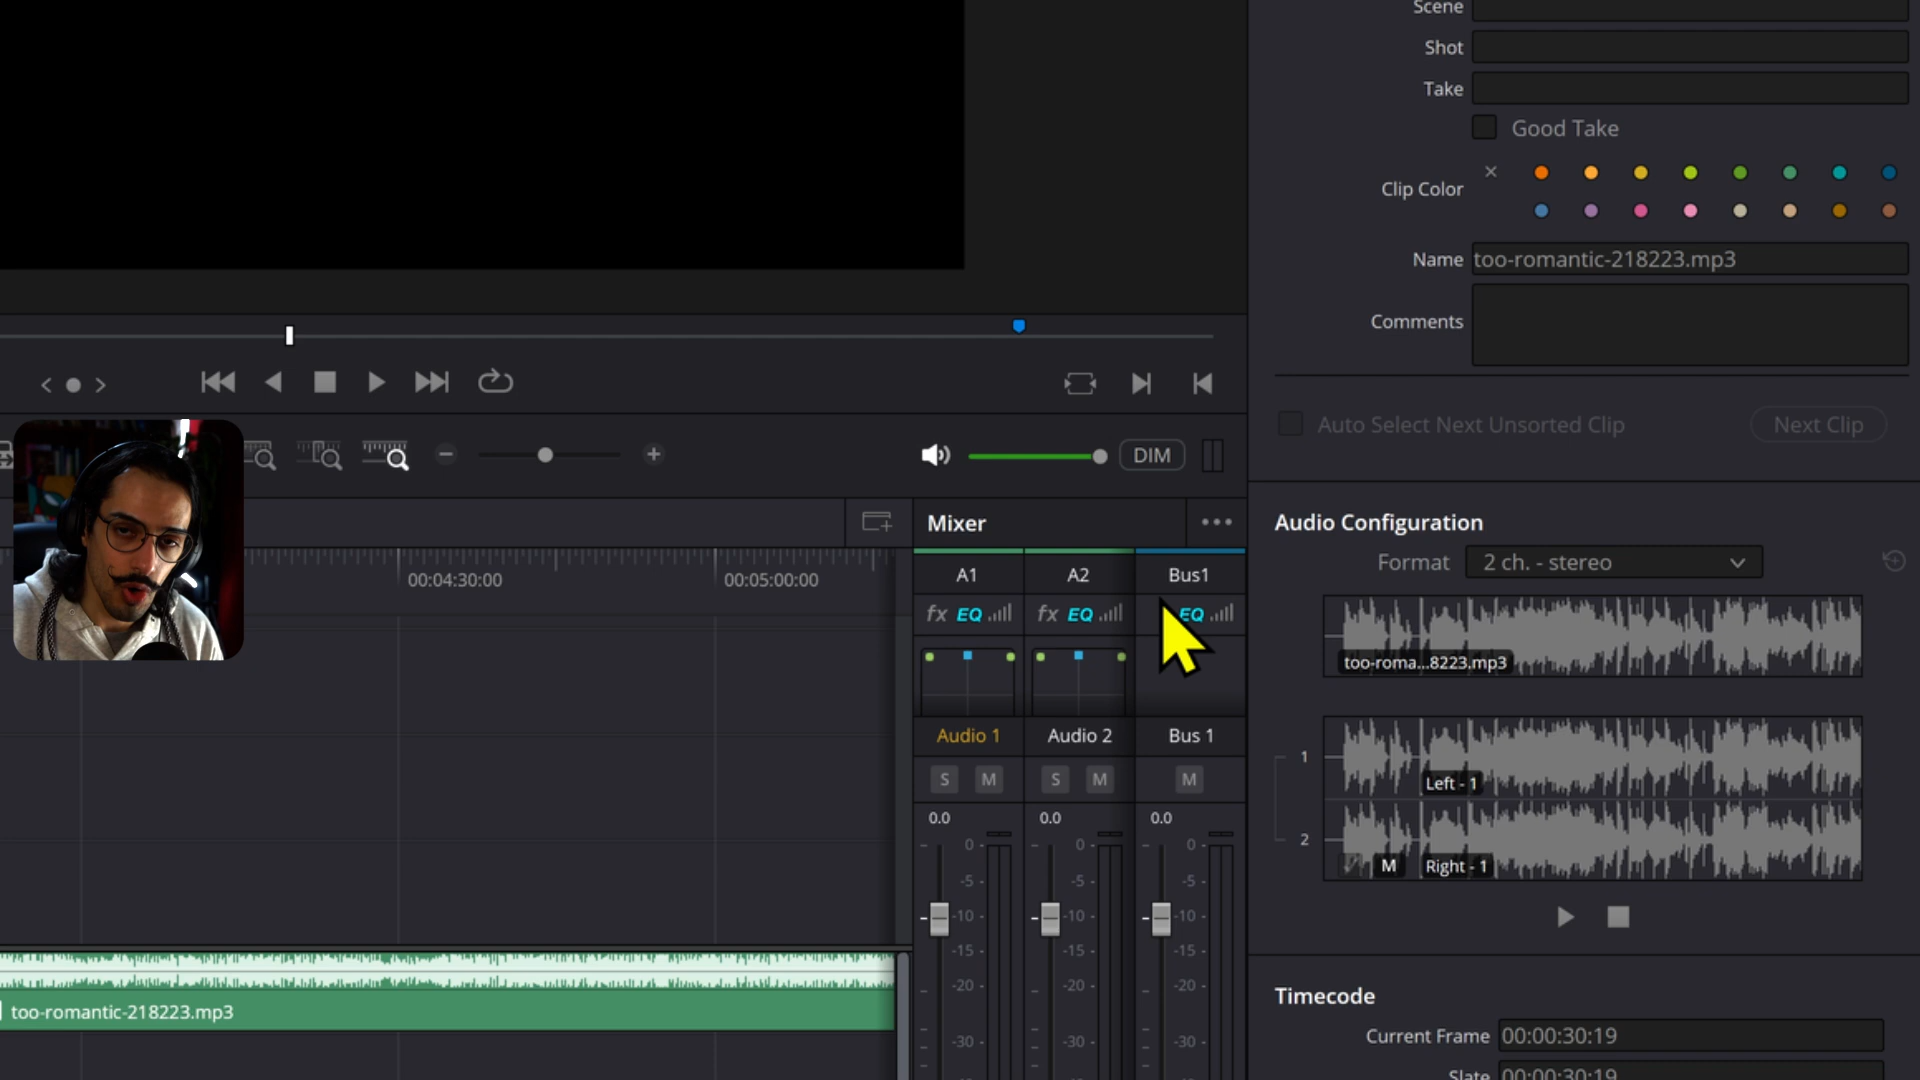 Scene
Shot
Take
Good Take
Clip Color
Name too-romantic-218223.mp3
Comments
Auto Select Next Unsorted Clip Next Clip
DIM
Mixer
00:04:30:00 00:05:00:00
A1 A2 Bus1
fx EQ fx EQ EQ
Audio 1 Audio 2 Bus 1
S M S M M
0.0 0.0 0.0
0 0 0
-5 -5 -5
-10 -10 -10
-15 -15 -15
-20 -20 -20
-30 -30 -30
too-romantic-218223.mp3
Audio Configuration
Format 2 ch. - stereo
too-roma...8223.mp3
1 Left - 1
2 M Right - 1
Timecode
Current Frame 00:00:30:19
Slate 00:00:30:19